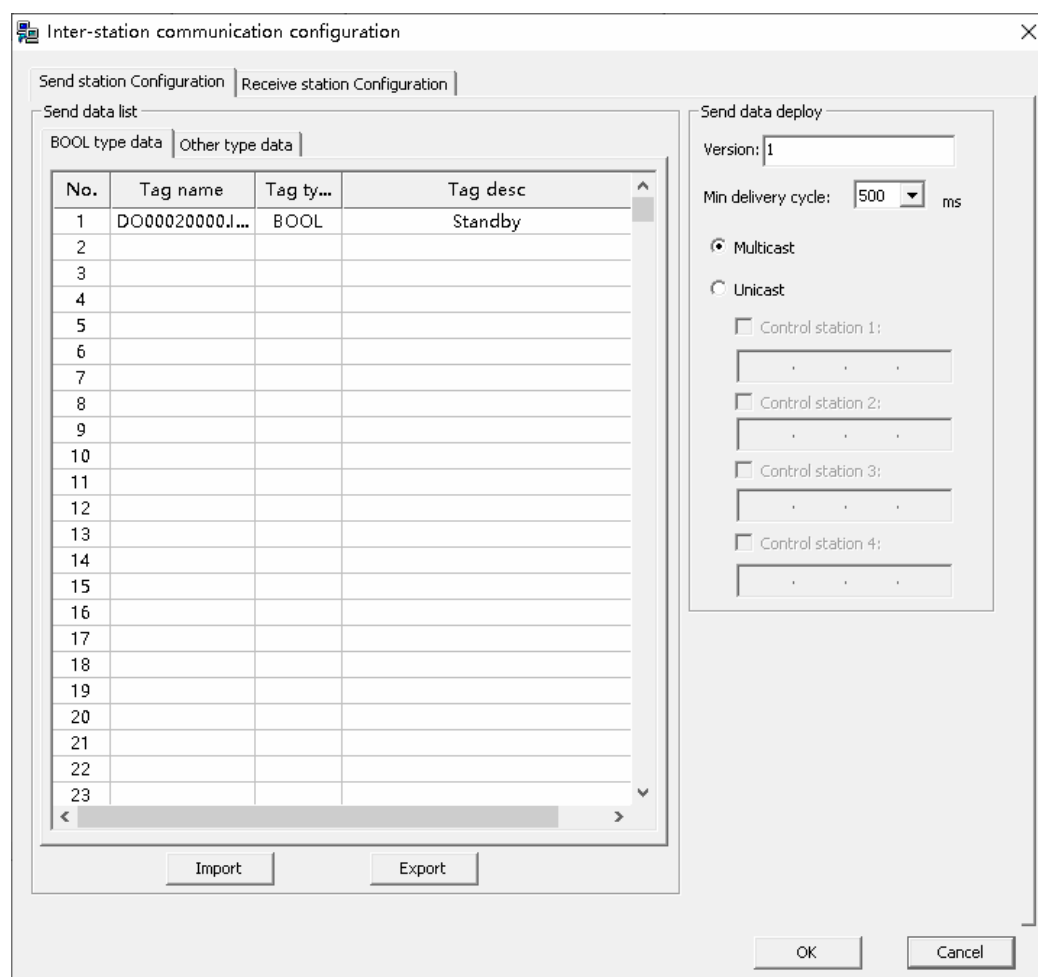 Inter-station communication configuration
Send station Configuration Receive station Configuration
Send data list
BOOL type data Other type data
No. Tag name Tag ty... Tag desc
1 DO00020000.I... BOOL Standby
2
3
4
5
6
7
8
9
10
11
12
13
14
15
16
17
18
19
20
21
22
23
Import Export
Send data deploy
Version: 1
Min delivery cycle: 500 ms
Multicast
Unicast
Control station 1:
Control station 2:
Control station 3:
Control station 4:
OK Cancel